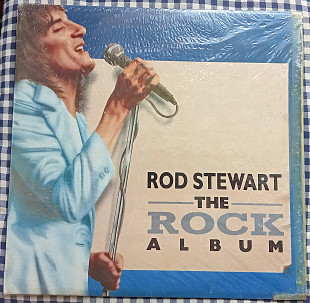 ROD STEWART
THE
ROCK
ALBUM